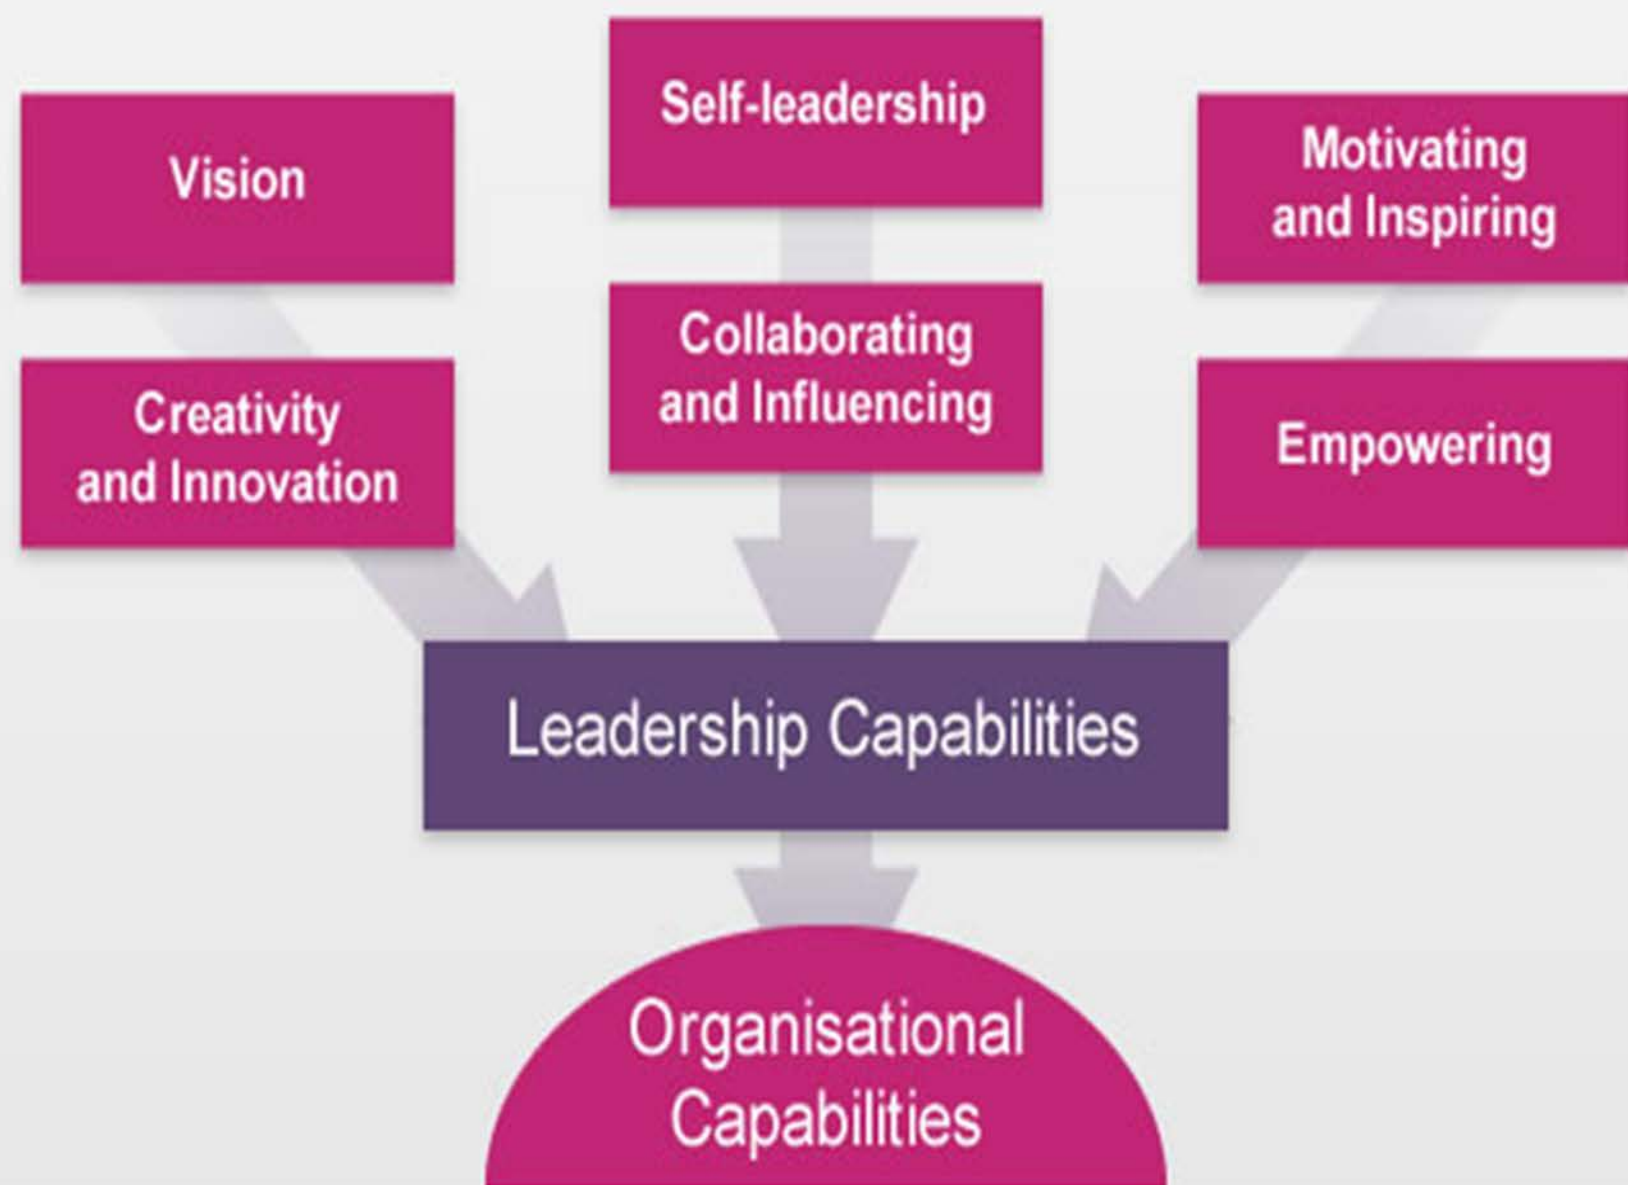 Vision
Creativity
and Innovation
Self-leadership
Collaborating
and Influencing
Motivating
and Inspiring
Empowering
Leadership Capabilities
Organisational
Capabilities